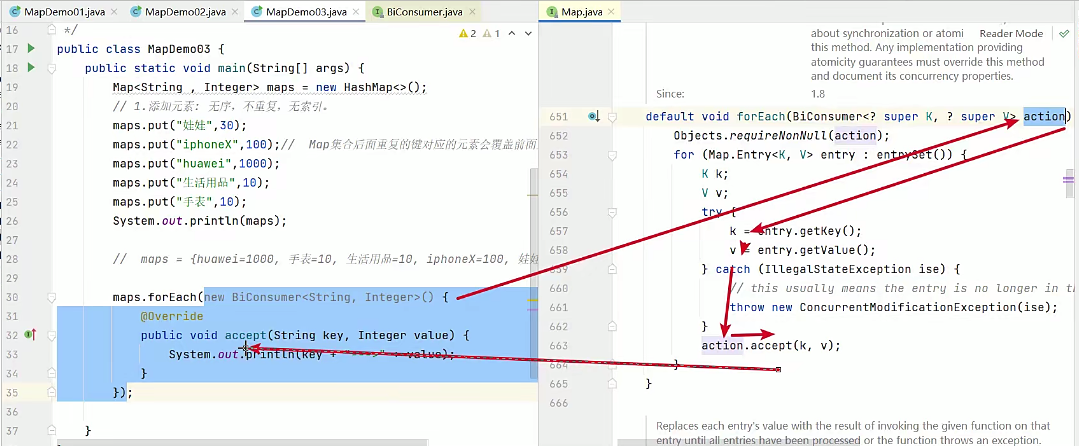 MapDemo01.java
MapDemo02.java
MapDemo03.java
BiConsumer.java
Map.java
16 */
17 public class MapDemo03 {
18 public static void main(String[] args) {
19 Map<String , Integer> maps = new HashMap<>();
20 // 1.添加元素: 无序,不重复,无索引。
21 maps.put("娃娃",30);
22 maps.put("iphoneX",100);// Map集合后面重复的键对应的元素会覆盖前面
23 maps.put("huawei",1000);
24 maps.put("生活用品",10);
25 maps.put("手表",10);
26 System.out.println(maps);
27
28 // maps = {huawei=1000, 手表=10, 生活用品=10, iphoneX=100, 娃娃
29
30 maps.forEach(new BiConsumer<String, Integer>() {
31 @Override
32 public void accept(String key, Integer value) {
33 System.out.println(key + value);
34 }
35 });
36
37 }
2 1
about synchronization or atomi
Reader Mode
this method. Any implementation providing
atomicity guarantees must override this method
and document its concurrency properties.
Since: 1.8
651 default void forEach(BiConsumer<? super K, ? super V> action)
652 Objects.requireNonNull(action);
653 for (Map.Entry<K, V> entry : entrySet()) {
654 K k;
655 V v;
656 try {
657 k = entry.getKey();
658 v = entry.getValue();
659 } catch (IllegalStateException ise) {
660 // this usually means the entry is no longer in t
661 throw new ConcurrentModificationException(ise);
662 }
663 action.accept(k, v);
664 }
665 }
666
Replaces each entry's value with the result of invoking the given function on that
entry until all entries have been processed or the function throws an exception.